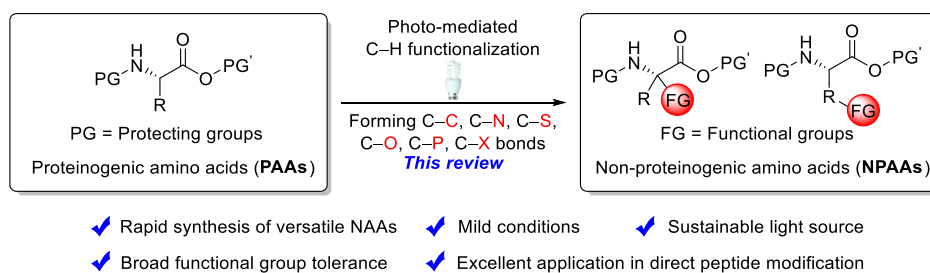 Photo-mediated
C–H functionalization
PG H N O O PG'
R
PG = Protecting groups
Proteinogenic amino acids (PAAs)
Forming C–C, C–N, C–S,
C–O, C–P, C–X bonds
This review
PG H N O O PG'
R FG
PG H N O O PG'
R
FG
FG = Functional groups
Non-proteinogenic amino acids (NPAAs)
Rapid synthesis of versatile NAAs
Mild conditions
Sustainable light source
Broad functional group tolerance
Excellent application in direct peptide modification